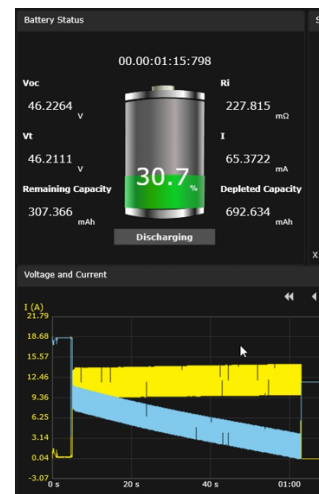 Battery Status
00.00:01:15:798
Voc
Ri
46.2264 V
227.815 mΩ
Vt
I
46.2111 V
65.3722 mA
Remaining Capacity
Depleted Capacity
30.7%
307.366 mAh
692.634 mAh
Discharging
Voltage and Current
I (A)
21.79
18.68
15.57
12.46
9.36
6.25
3.14
0.04
-3.07
0 s 20 s 40 s 01:00